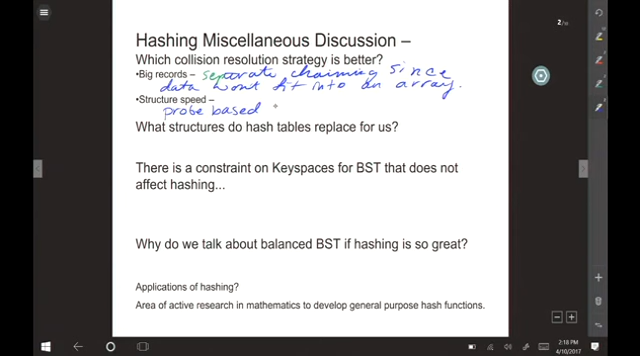 2/10
Hashing Miscellaneous Discussion –
Which collision resolution strategy is better?
•Big records – separate chaining since
data wont fit into an array.
•Structure speed –
probe based
What structures do hash tables replace for us?
There is a constraint on Keyspaces for BST that does not
affect hashing...
Why do we talk about balanced BST if hashing is so great?
Applications of hashing?
Area of active research in mathematics to develop general purpose hash functions.
2:18 PM
4/10/2017